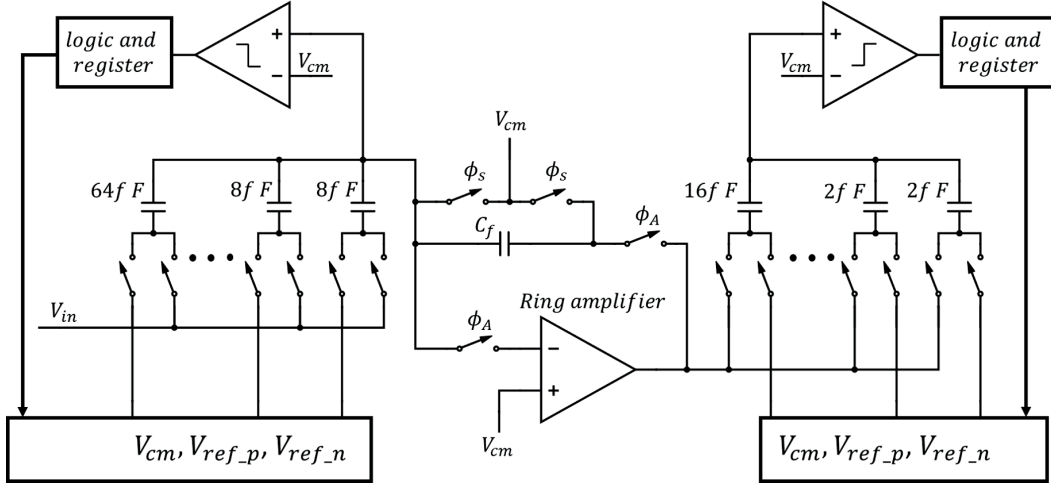 logic and
register
+
−
V_cm
V_cm
+
−
V_cm
logic and
register
64f F
8f F
8f F
ϕ_s
ϕ_s
C_f
ϕ_A
16f F
2f F
2f F
V_in
ϕ_A
Ring amplifier
−
+
V_cm
V_cm, V_ref_p, V_ref_n
V_cm, V_ref_p, V_ref_n